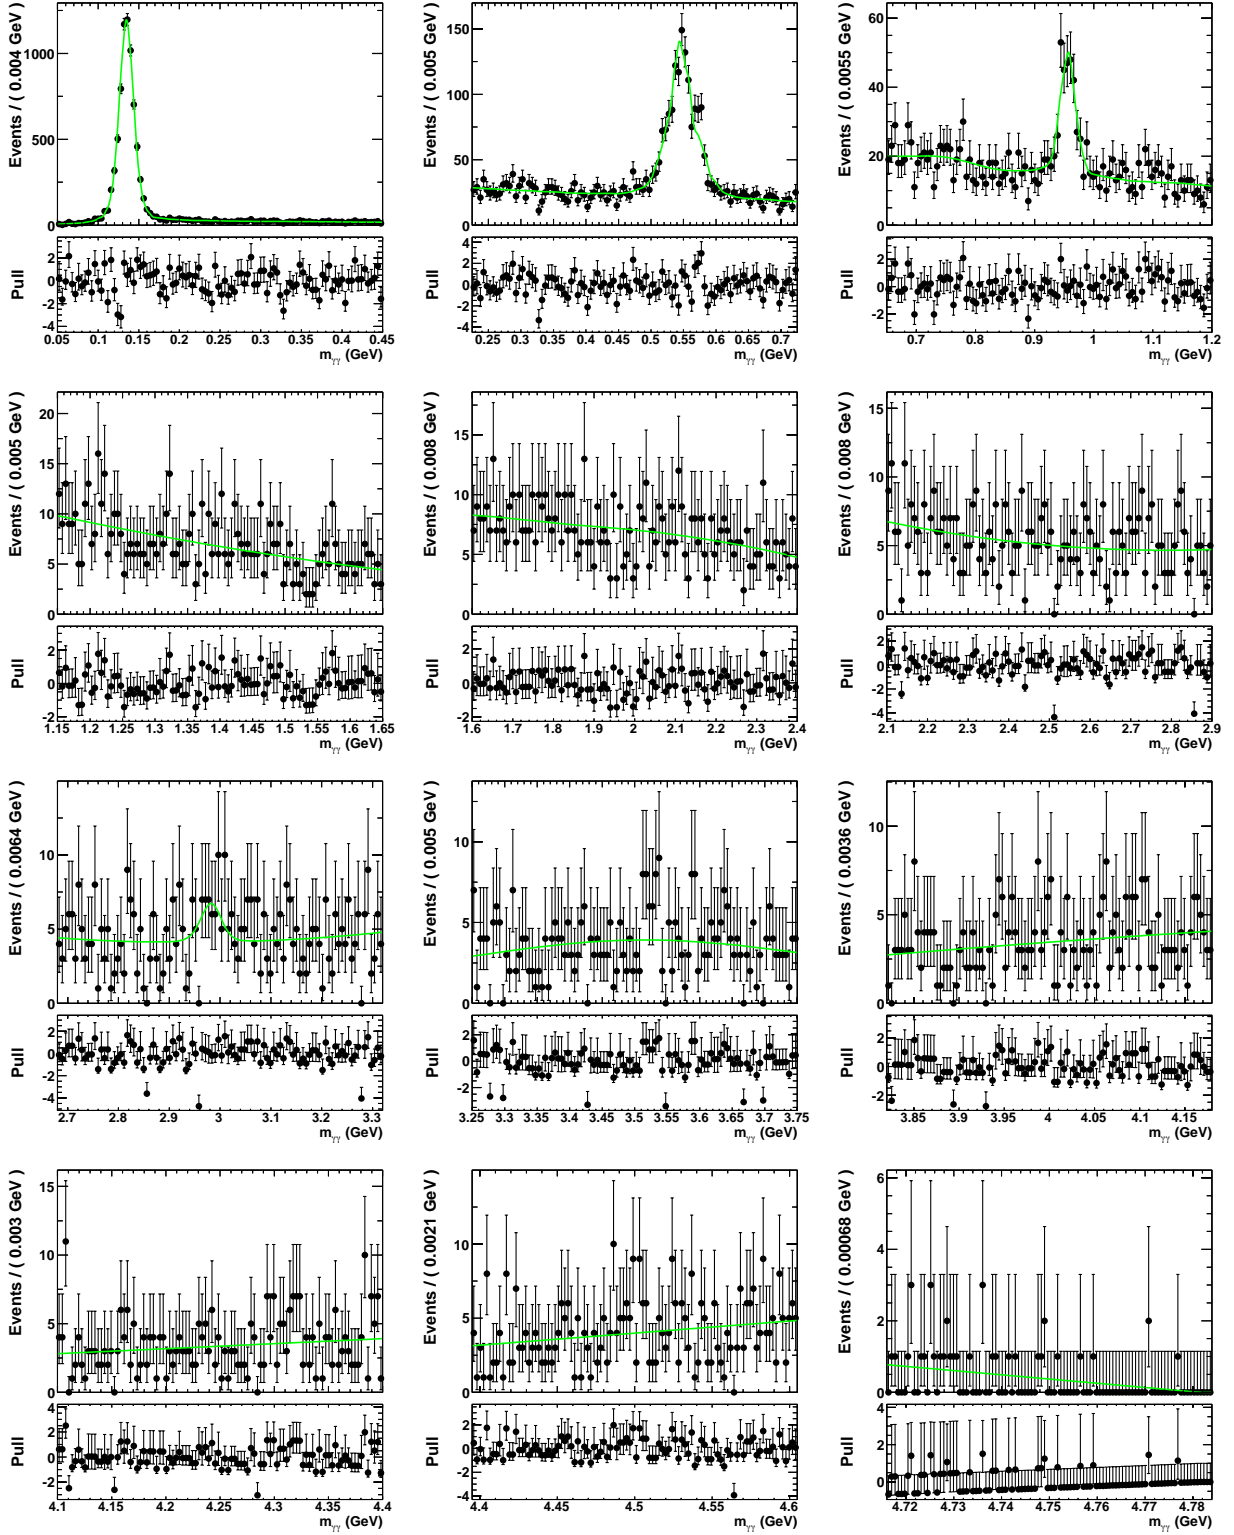 Events / ( 0.004 GeV )
1000
500
0
Pull
2
0
-2
-4
0.05 0.1 0.15 0.2 0.25 0.3 0.35 0.4 0.45
mγγ (GeV)
Events / ( 0.005 GeV )
150
100
50
0
Pull
4
2
0
-2
-4
0.25 0.3 0.35 0.4 0.45 0.5 0.55 0.6 0.65 0.7
mγγ (GeV)
Events / ( 0.0055 GeV )
60
40
20
0
Pull
2
0
-2
0.7 0.8 0.9 1 1.1 1.2
mγγ (GeV)
Events / ( 0.005 GeV )
20
15
10
5
0
Pull
2
0
-2
1.15 1.2 1.25 1.3 1.35 1.4 1.45 1.5 1.55 1.6 1.65
mγγ (GeV)
Events / ( 0.008 GeV )
15
10
5
0
Pull
2
0
-2
1.6 1.7 1.8 1.9 2 2.1 2.2 2.3 2.4
mγγ (GeV)
Events / ( 0.008 GeV )
15
10
5
0
Pull
2
0
-2
-4
2.1 2.2 2.3 2.4 2.5 2.6 2.7 2.8 2.9
mγγ (GeV)
Events / ( 0.0064 GeV )
10
5
0
Pull
2
0
-2
-4
2.7 2.8 2.9 3 3.1 3.2 3.3
mγγ (GeV)
Events / ( 0.005 GeV )
10
5
0
Pull
2
0
-2
3.25 3.3 3.35 3.4 3.45 3.5 3.55 3.6 3.65 3.7 3.75
mγγ (GeV)
Events / ( 0.0036 GeV )
10
5
0
Pull
2
0
-2
3.85 3.9 3.95 4 4.05 4.1 4.15
mγγ (GeV)
Events / ( 0.003 GeV )
15
10
5
0
Pull
4
2
0
-2
4.1 4.15 4.2 4.25 4.3 4.35 4.4
mγγ (GeV)
Events / ( 0.0021 GeV )
10
5
0
Pull
2
0
-2
-4
4.4 4.45 4.5 4.55 4.6
mγγ (GeV)
Events / ( 0.00068 GeV )
6
4
2
0
Pull
4
2
0
4.72 4.73 4.74 4.75 4.76 4.77 4.78
mγγ (GeV)